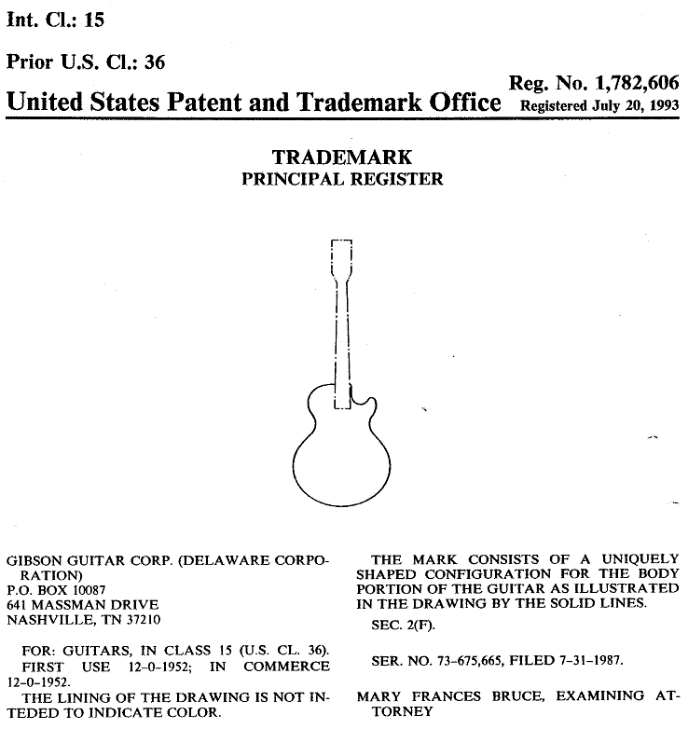 Int. Cl.: 15
Prior U.S. Cl.: 36
Reg. No. 1,782,606
United States Patent and Trademark Office Registered July 20, 1993
TRADEMARK
PRINCIPAL REGISTER
GIBSON GUITAR CORP. (DELAWARE CORPO-
RATION)
P.O. BOX 10087
641 MASSMAN DRIVE
NASHVILLE, TN 37210
FOR: GUITARS, IN CLASS 15 (U.S. CL. 36).
FIRST USE 12-0-1952; IN COMMERCE
12-0-1952.
THE LINING OF THE DRAWING IS NOT IN-
TEDED TO INDICATE COLOR.
THE MARK CONSISTS OF A UNIQUELY
SHAPED CONFIGURATION FOR THE BODY
PORTION OF THE GUITAR AS ILLUSTRATED
IN THE DRAWING BY THE SOLID LINES.
SEC. 2(F).
SER. NO. 73-675,665, FILED 7-31-1987.
MARY FRANCES BRUCE, EXAMINING AT-
TORNEY